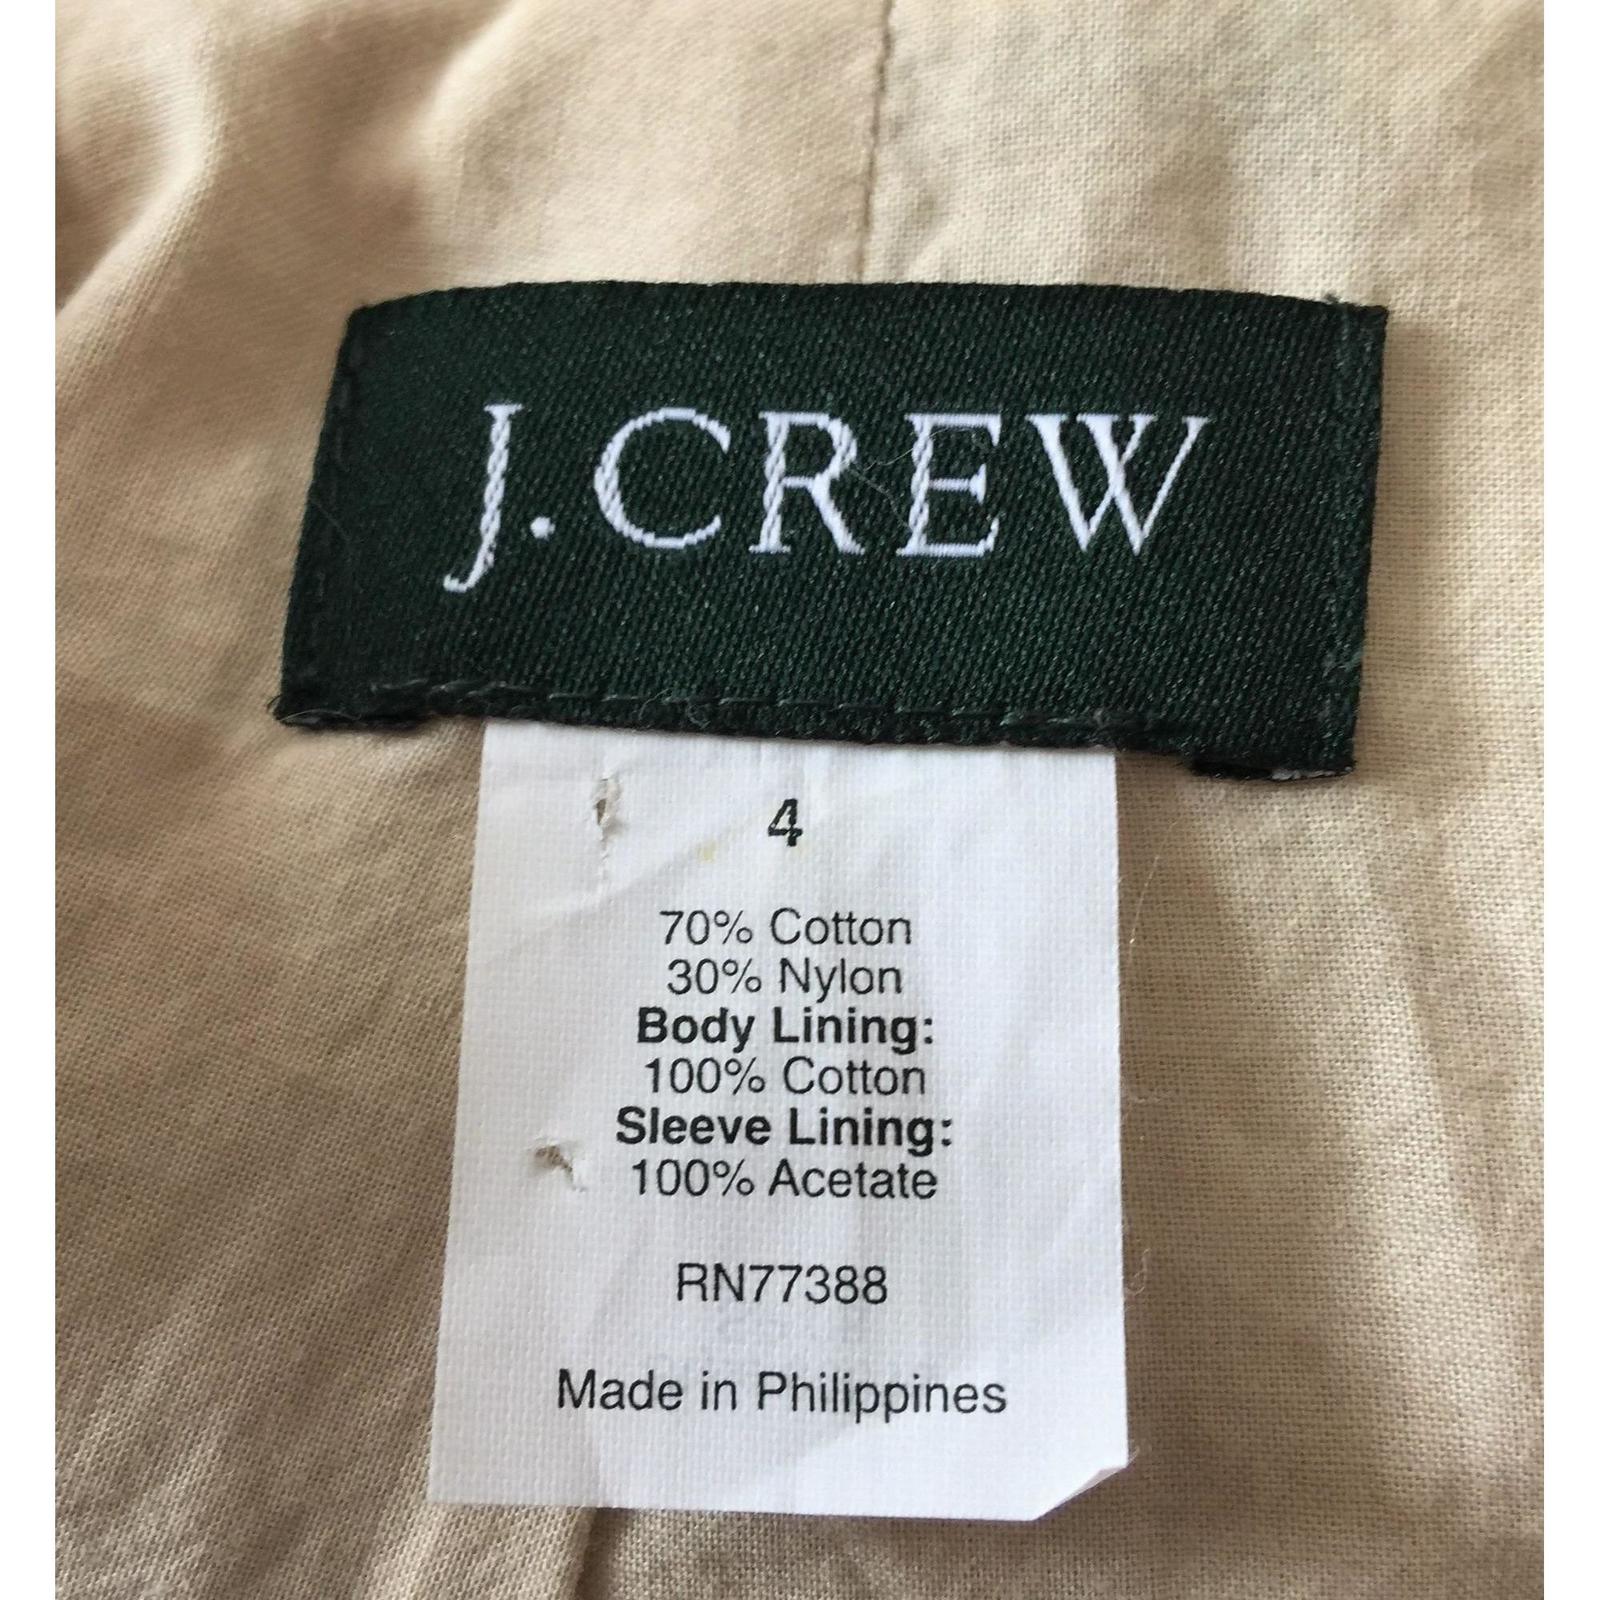 J.CREW
4
70% Cotton
30% Nylon
Body Lining:
100% Cotton
Sleeve Lining:
100% Acetate
RN77388
Made in Philippines